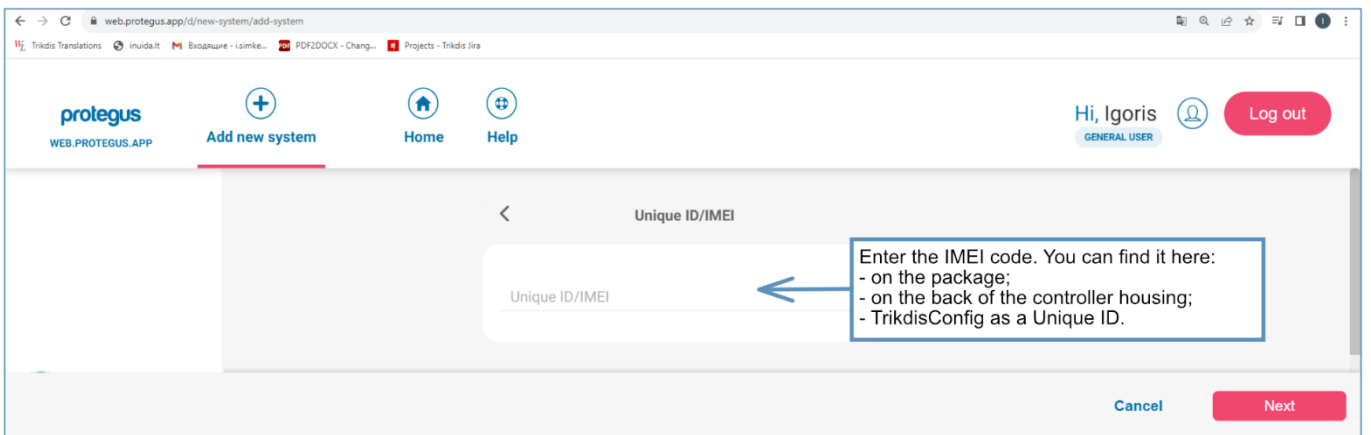 web.protegus.app/d/new-system/add-system
Trikdis Translations inuida.lt Входящие - i.simke... PDF2DOCX - Chang... Projects - Trikdis Jira
protegus
WEB.PROTEGUS.APP
Add new system
Home
Help
Hi, Igoris
GENERAL USER
Log out
Unique ID/IMEI
Unique ID/IMEI
Enter the IMEI code. You can find it here:
- on the package;
- on the back of the controller housing;
- TrikdisConfig as a Unique ID.
Cancel
Next